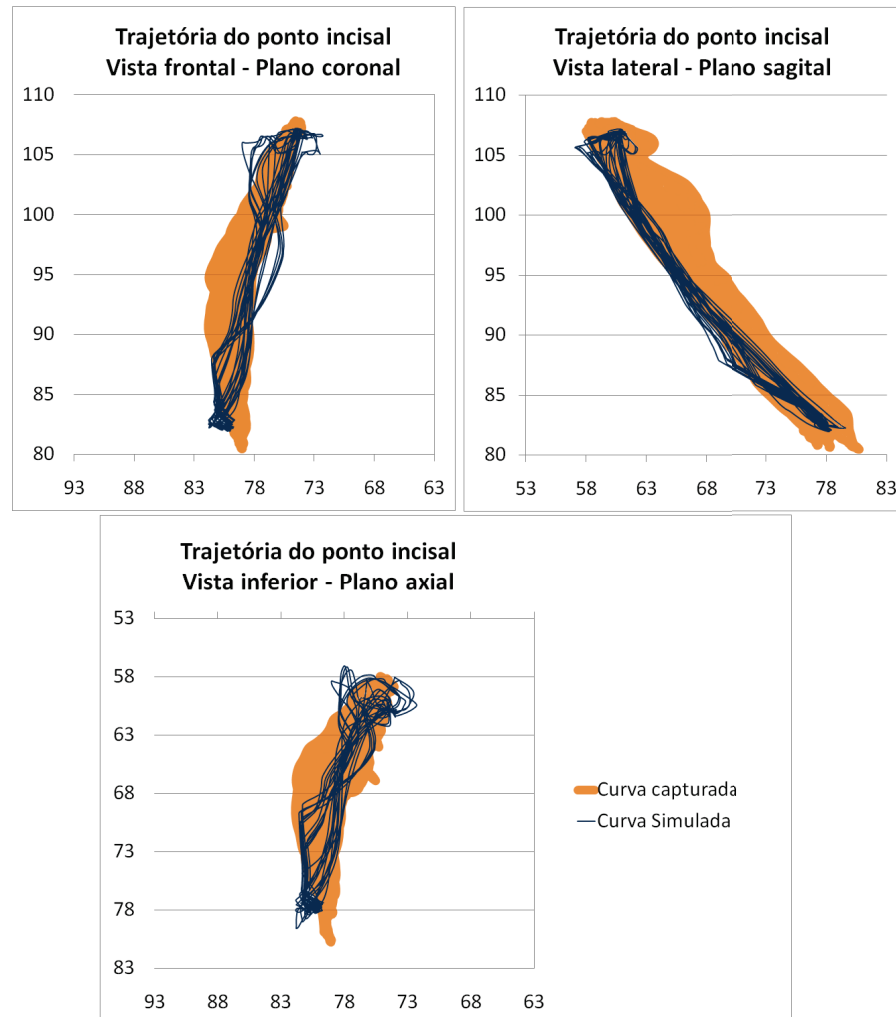 Trajetória do ponto incisal
Vista frontal - Plano coronal
110
105
100
95
90
85
80
93 88 83 78 73 68 63
Trajetória do ponto incisal
Vista lateral - Plano sagital
110
105
100
95
90
85
80
53 58 63 68 73 78 83
Trajetória do ponto incisal
Vista inferior - Plano axial
53
58
63
68
73
78
83
93 88 83 78 73 68 63
Curva capturada
Curva Simulada